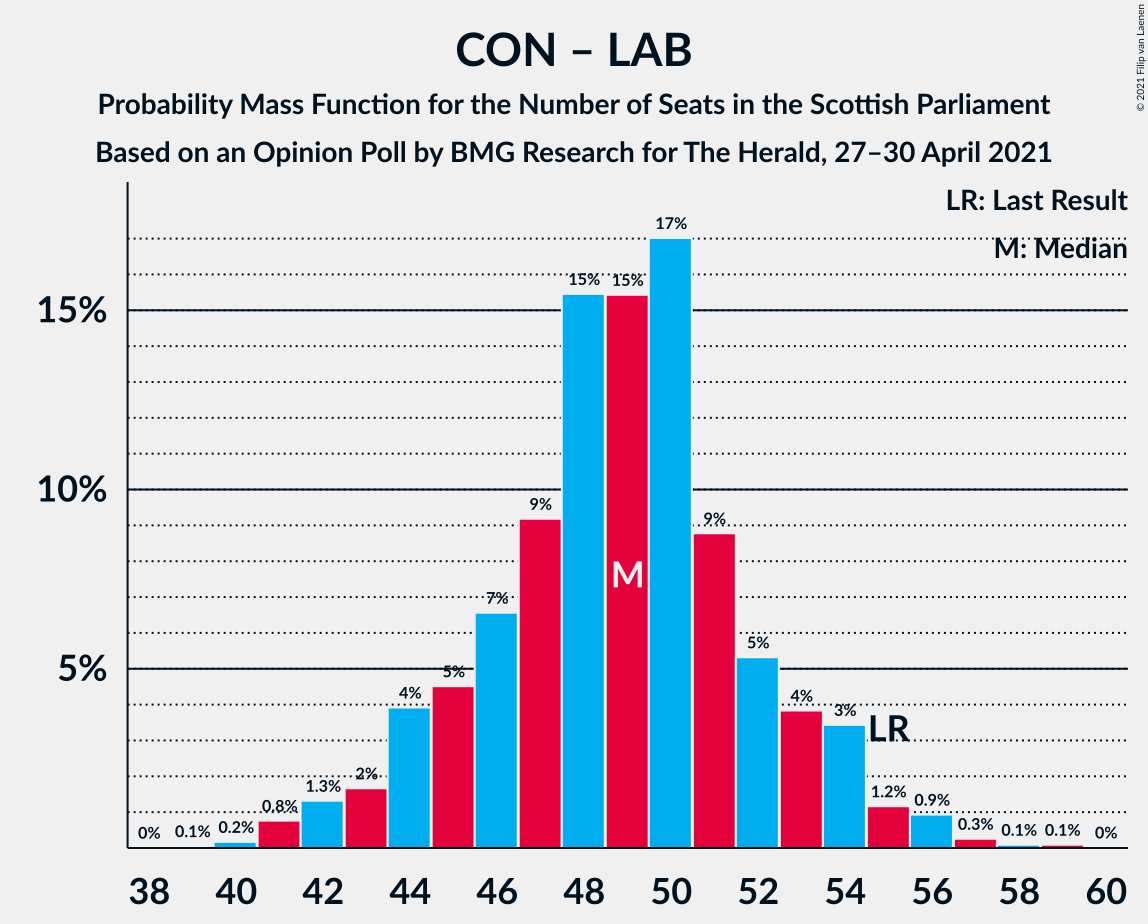 CON – LAB
Probability Mass Function for the Number of Seats in the Scottish Parliament
Based on an Opinion Poll by BMG Research for The Herald, 27–30 April 2021
© 2021 Filip van Laenen
LR: Last Result
M: Median
15%
10%
5%
0%
0.1%
0.2%
0.8%
1.3%
2%
4%
5%
7%
9%
15%
15%
17%
9%
5%
4%
3%
1.2%
0.9%
0.3%
0.1%
0.1%
0%
M
LR
38 40 42 44 46 48 50 52 54 56 58 60